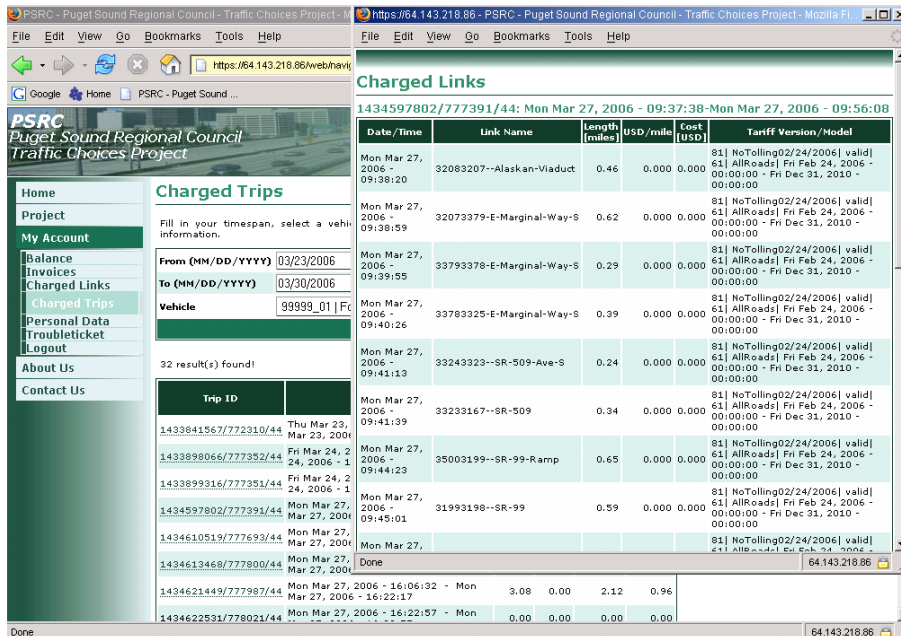 PSRC - Puget Sound Regional Council - Traffic Choices Project - M
File Edit View Go Bookmarks Tools Help
https://64.143.218.86/web/navig
Google Home PSRC - Puget Sound ...
PSRC
Puget Sound Regional Council
Traffic Choices Project
Home
Project
My Account
Balance
Invoices
Charged Links
Charged Trips
Personal Data
Troubleticket
Logout
About Us
Contact Us
Charged Trips
Fill in your timespan, select a vehi
information.
From (MM/DD/YYYY) 03/23/2006
To (MM/DD/YYYY) 03/30/2006
Vehicle 99999_01 | Fo
32 result(s) found!
Trip ID
1433841567/772310/44 Thu Mar 23,
Mar 23, 2006
1433898066/777352/44 Fri Mar 24, 2
24, 2006 - 1
1433899316/777351/44 Fri Mar 24, 2
24, 2006 - 1
1434597802/777391/44 Mon Mar 27,
Mar 27, 2006
1434610519/777693/44 Mon Mar 27,
Mar 27, 2006
1434613468/777800/44 Mon Mar 27,
Mar 27, 2006
1434621449/777987/44 Mon Mar 27, 2006 - 16:06:32 - Mon
Mar 27, 2006 - 16:22:17 3.08 0.00 2.12 0.96
1434622531/778021/44 Mon Mar 27, 2006 - 16:22:57 - Mon
0.00 0.00 0.00 0.00
Done 64.143.218.86
https://64.143.218.86 - PSRC - Puget Sound Regional Council - Traffic Choices Project - Mozilla Fi...
File Edit View Go Bookmarks Tools Help
Charged Links
1434597802/777391/44: Mon Mar 27, 2006 - 09:37:38-Mon Mar 27, 2006 - 09:56:08
Date/Time Link Name Length [miles] USD/mile Cost [USD] Tariff Version/Model
Mon Mar 27,
2006 -
09:38:20 32083207--Alaskan-Viaduct 0.46 0.000 0.000 81| NoTolling02/24/2006| valid|
61| AllRoads| Fri Feb 24, 2006 -
00:00:00 - Fri Dec 31, 2010 -
00:00:00
Mon Mar 27,
2006 -
09:38:59 32073379-E-Marginal-Way-S 0.62 0.000 0.000 81| NoTolling02/24/2006| valid|
61| AllRoads| Fri Feb 24, 2006 -
00:00:00 - Fri Dec 31, 2010 -
00:00:00
Mon Mar 27,
2006 -
09:39:55 33793378-E-Marginal-Way-S 0.29 0.000 0.000 81| NoTolling02/24/2006| valid|
61| AllRoads| Fri Feb 24, 2006 -
00:00:00 - Fri Dec 31, 2010 -
00:00:00
Mon Mar 27,
2006 -
09:40:26 33783325-E-Marginal-Way-S 0.39 0.000 0.000 81| NoTolling02/24/2006| valid|
61| AllRoads| Fri Feb 24, 2006 -
00:00:00 - Fri Dec 31, 2010 -
00:00:00
Mon Mar 27,
2006 -
09:41:13 33243323--SR-509-Ave-S 0.24 0.000 0.000 81| NoTolling02/24/2006| valid|
61| AllRoads| Fri Feb 24, 2006 -
00:00:00 - Fri Dec 31, 2010 -
00:00:00
Mon Mar 27,
2006 -
09:41:39 33233167--SR-509 0.34 0.000 0.000 81| NoTolling02/24/2006| valid|
61| AllRoads| Fri Feb 24, 2006 -
00:00:00 - Fri Dec 31, 2010 -
00:00:00
Mon Mar 27,
2006 -
09:44:23 35003199--SR-99-Ramp 0.65 0.000 0.000 81| NoTolling02/24/2006| valid|
61| AllRoads| Fri Feb 24, 2006 -
00:00:00 - Fri Dec 31, 2010 -
00:00:00
Mon Mar 27,
2006 -
09:45:01 31993198--SR-99 0.59 0.000 0.000 81| NoTolling02/24/2006| valid|
61| AllRoads| Fri Feb 24, 2006 -
00:00:00 - Fri Dec 31, 2010 -
00:00:00
Mon Mar 27, 81| NoTolling02/24/2006| valid|
61| AllRoads| Fri Feb 24, 2006 -
Done 64.143.218.86